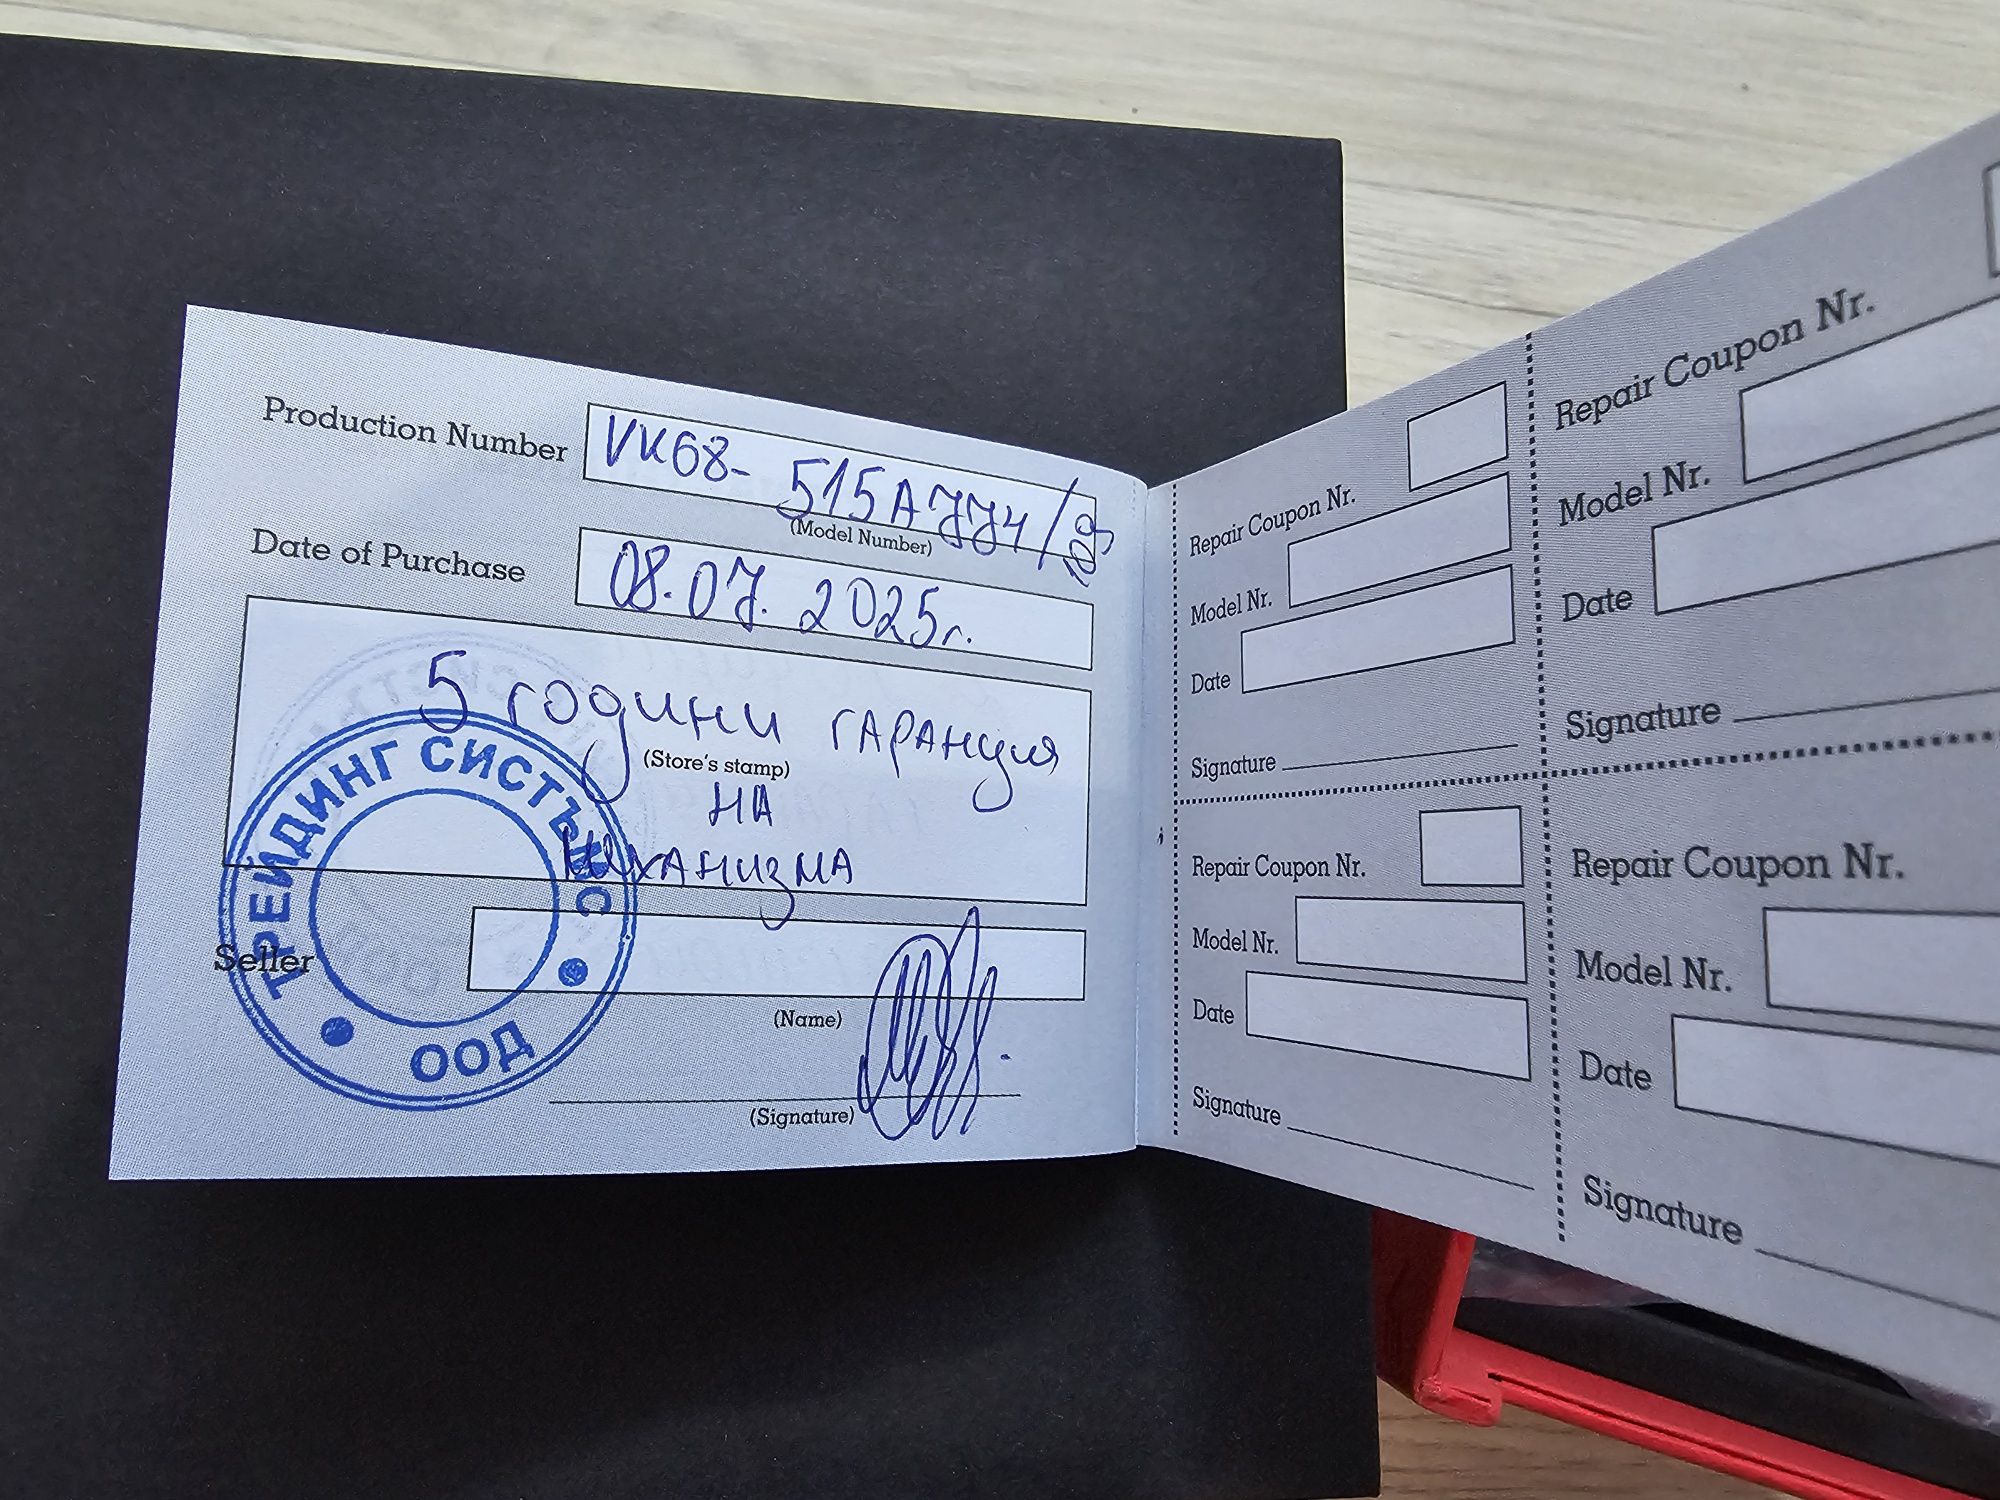 Production Number VK68-515A774/
(Model Number)
Date of Purchase 08.07.2025г.
5 години гаранция
(Store's stamp)
на
механизма
ТРЕЙДИНГ СИСТЪМС
ООД
Seller
(Name)
(Signature)
Repair Coupon Nr.
Model Nr.
Date
Signature
Repair Coupon Nr.
Model Nr.
Date
Signature
Repair Coupon Nr.
Model Nr.
Date
Signature
Repair Coupon Nr.
Model Nr.
Date
Signature